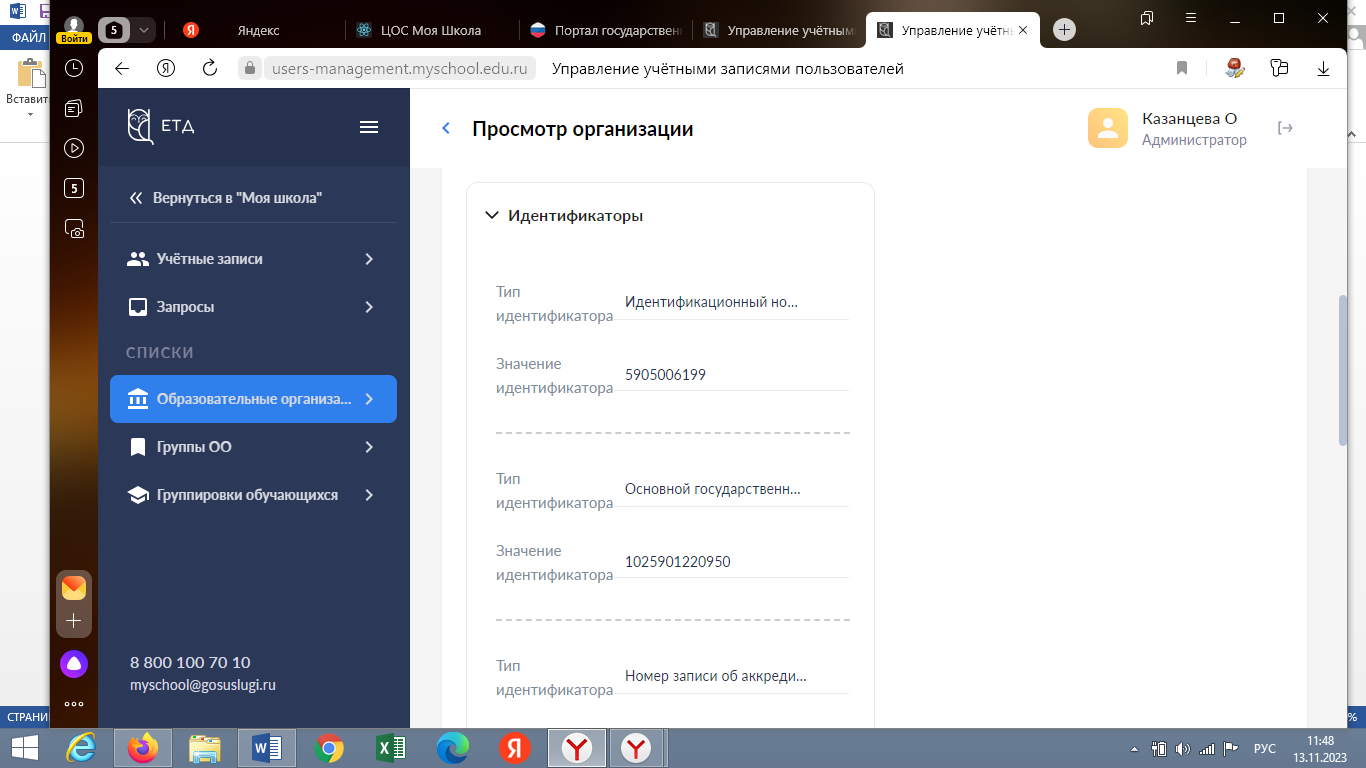 ФАЙЛ
Войти
5
Яндекс
ЦОС Моя Школа
Портал государствен
Управление учётным
Управление учётн
users-management.myschool.edu.ru
Управление учётными записями пользователей
Вставит
5
ЕТД
Просмотр организации
Казанцева О
Администратор
Вернуться в "Моя школа"
Учётные записи
Запросы
СПИСКИ
Образовательные организа...
Группы ОО
Группировки обучающихся
8 800 100 70 10
myschool@gosuslugi.ru
Идентификаторы
Тип
идентификатора
Идентификационный но...
Значение
идентификатора
5905006199
Тип
идентификатора
Основной государственн...
Значение
идентификатора
1025901220950
Тип
идентификатора
Номер записи об аккреди...
СТРАНИ
%
РУС
11:48
13.11.2023